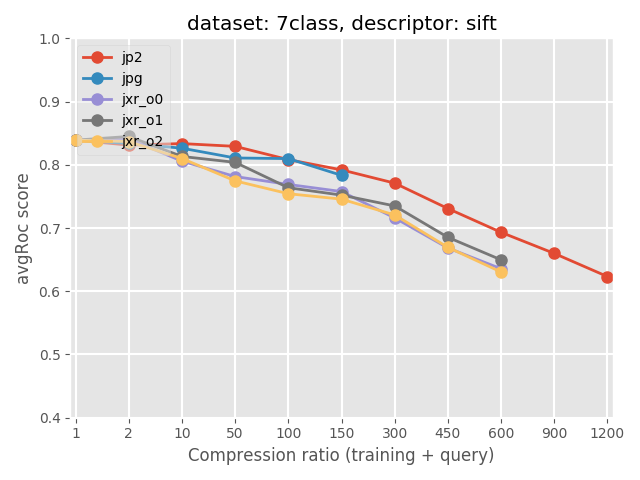 dataset: 7class, descriptor: sift
1.0
0.9
0.8
0.7
0.6
0.5
0.4
avgRoc score
jp2
jpg
jxr_o0
jxr_o1
jxr_o2
1 2 10 50 100 150 300 450 600 900 1200
Compression ratio (training + query)